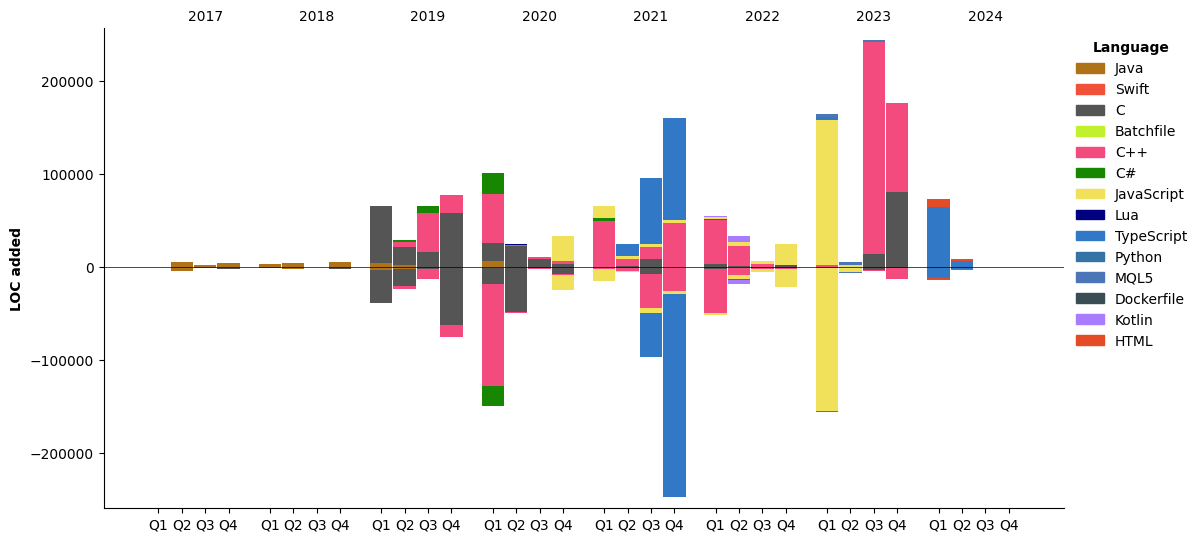 2017 2018 2019 2020 2021 2022 2023 2024
Language
Java
Swift
C
Batchfile
C++
C#
JavaScript
Lua
TypeScript
Python
MQL5
Dockerfile
Kotlin
HTML
LOC added
200000
100000
0
−100000
−200000
Q1 Q2 Q3 Q4 Q1 Q2 Q3 Q4 Q1 Q2 Q3 Q4 Q1 Q2 Q3 Q4 Q1 Q2 Q3 Q4 Q1 Q2 Q3 Q4 Q1 Q2 Q3 Q4 Q1 Q2 Q3 Q4